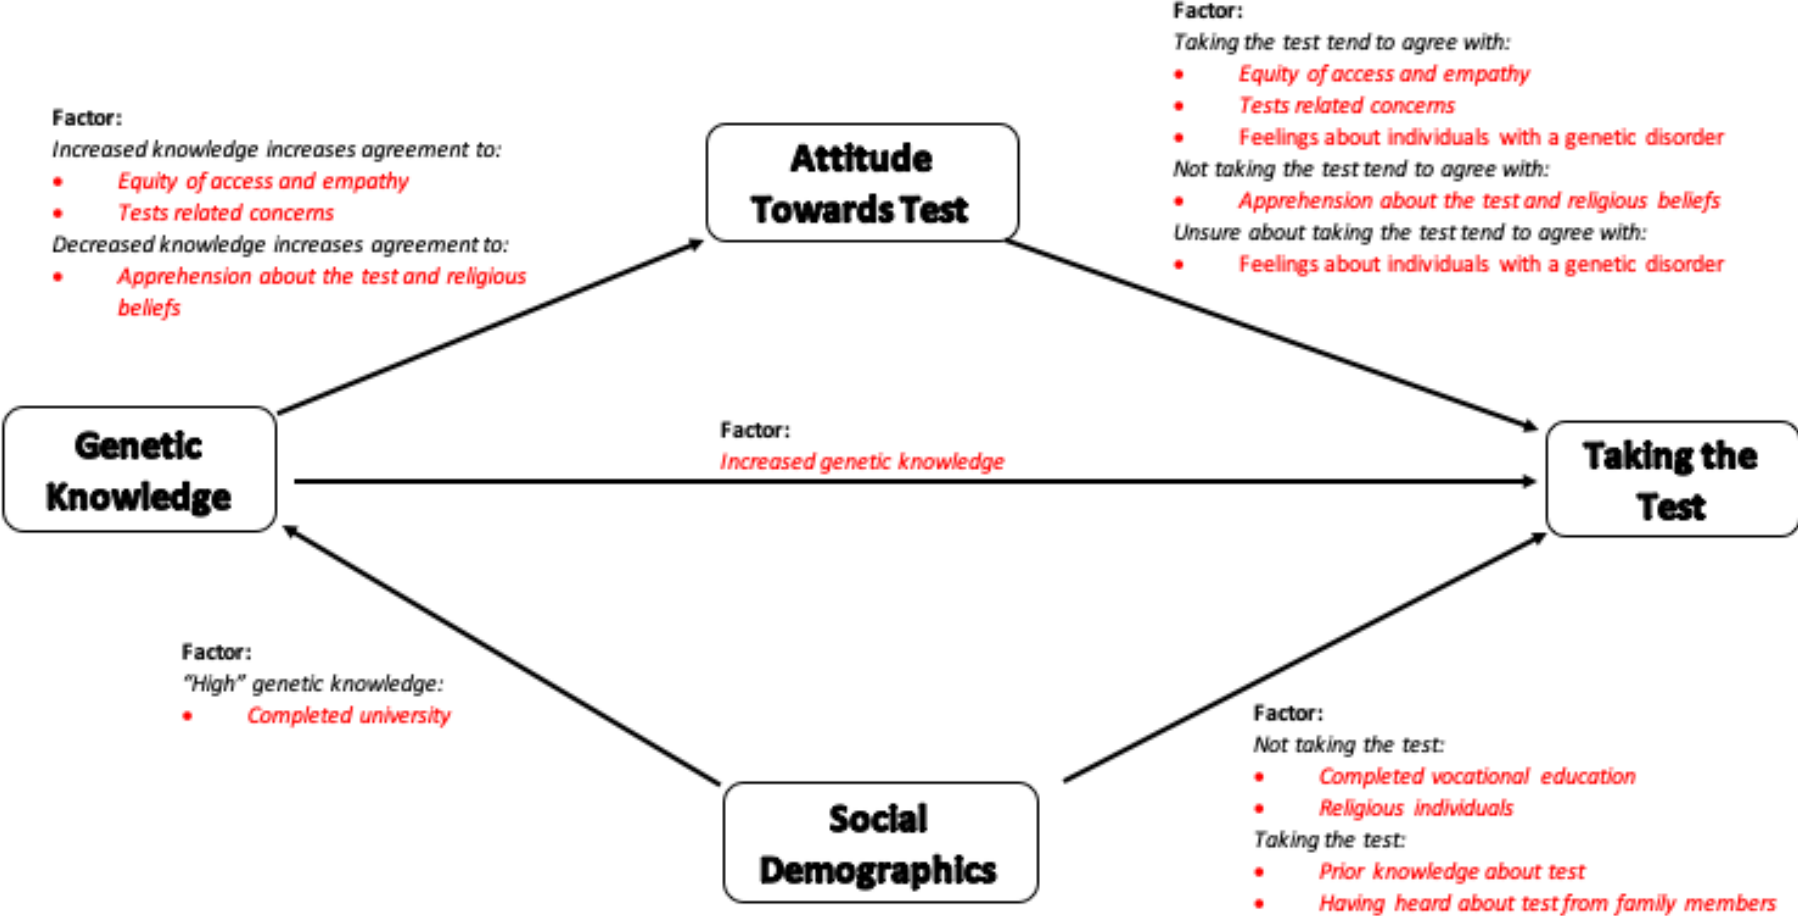 Factor:
Taking the test tend to agree with:
• Equity of access and empathy
• Tests related concerns
• Feelings about individuals with a genetic disorder
Not taking the test tend to agree with:
• Apprehension about the test and religious beliefs
Unsure about taking the test tend to agree with:
• Feelings about individuals with a genetic disorder
Factor:
Increased knowledge increases agreement to:
• Equity of access and empathy
• Tests related concerns
Decreased knowledge increases agreement to:
• Apprehension about the test and religious
beliefs
Attitude
Towards Test
Genetic
Knowledge
Factor:
Increased genetic knowledge
Taking the
Test
Factor:
“High” genetic knowledge:
• Completed university
Social
Demographics
Factor:
Not taking the test:
• Completed vocational education
• Religious individuals
Taking the test:
• Prior knowledge about test
• Having heard about test from family members